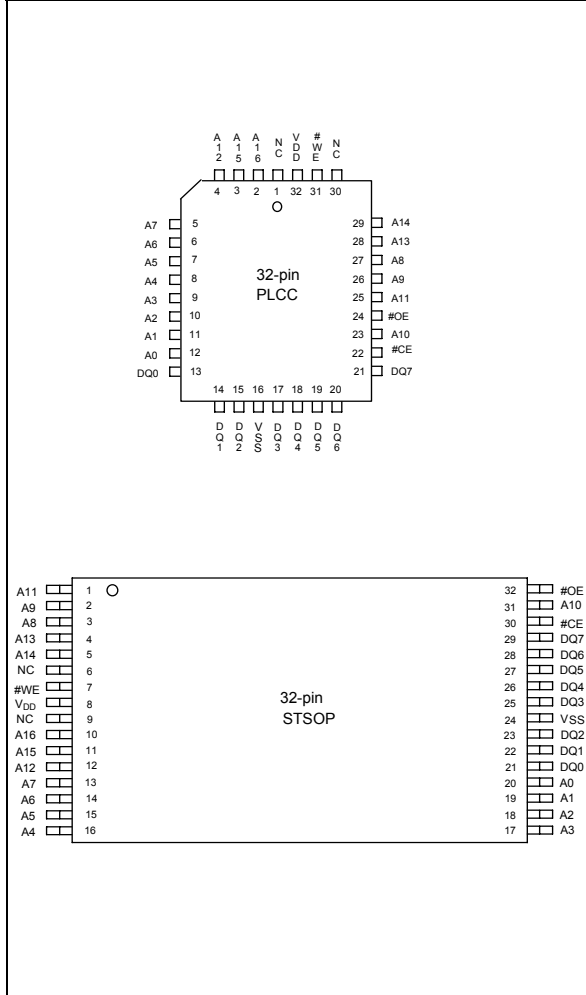 A12 A15 A16 NC VDD #WE NC
4 3 2 1 32 31 30
A7 5 29 A14
A6 6 28 A13
A5 7 27 A8
A4 8 26 A9
A3 9 25 A11
A2 10 24 #OE
A1 11 23 A10
A0 12 22 #CE
DQ0 13 21 DQ7
32-pin
PLCC
14 15 16 17 18 19 20
DQ1 DQ2 VSS DQ3 DQ4 DQ5 DQ6
A11 1 32 #OE
A9 2 31 A10
A8 3 30 #CE
A13 4 29 DQ7
A14 5 28 DQ6
NC 6 27 DQ5
#WE 7 26 DQ4
VDD 8 25 DQ3
NC 9 24 VSS
A16 10 23 DQ2
A15 11 22 DQ1
A12 12 21 DQ0
A7 13 20 A0
A6 14 19 A1
A5 15 18 A2
A4 16 17 A3
32-pin
STSOP